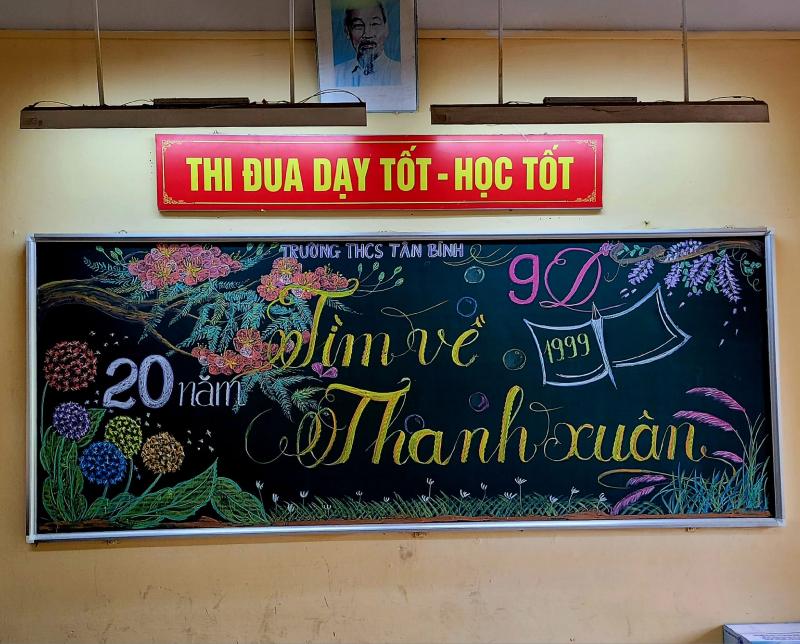 THI ĐUA DẠY TỐT - HỌC TỐT
TRƯỜNG THCS TÂN BÌNH
9D
Tìm về
1999
20 năm
Thanh xuân